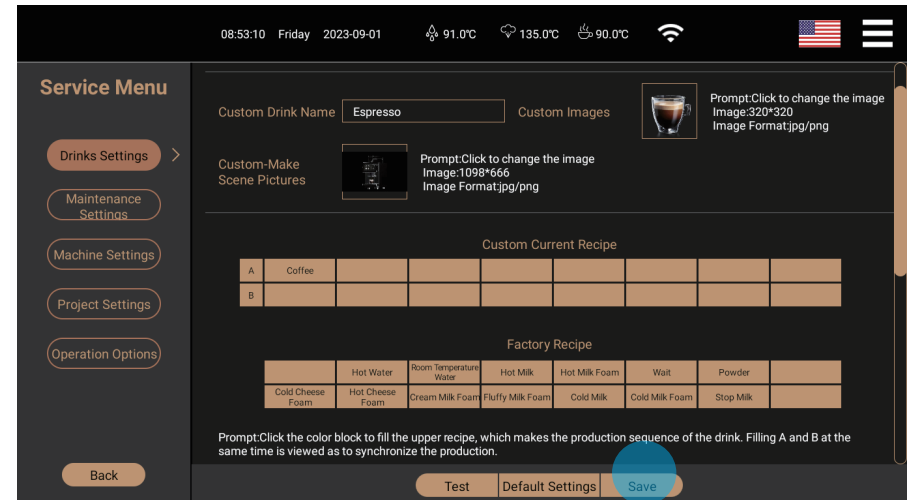 08:53:10 Friday 2023-09-01 91.0℃ 135.0℃ 90.0℃
Service Menu
Drinks Settings >
Maintenance
Settings
Machine Settings
Project Settings
Operation Options
Back
Custom Drink Name Espresso Custom Images
Prompt:Click to change the image
Image:320*320
Image Format:jpg/png
Custom-Make
Scene Pictures
Prompt:Click to change the image
Image:1098*666
Image Format:jpg/png
Custom Current Recipe
A Coffee
B
Factory Recipe
Hot Water
Room Temperature
Water
Hot Milk
Hot Milk Foam
Wait
Powder
Cold Cheese
Foam
Hot Cheese
Foam
Cream Milk Foam
Fluffy Milk Foam
Cold Milk
Cold Milk Foam
Stop Milk
Prompt:Click the color block to fill the upper recipe, which makes the production sequence of the drink. Filling A and B at the
same time is viewed as to synchronize the production.
Test Default Settings Save